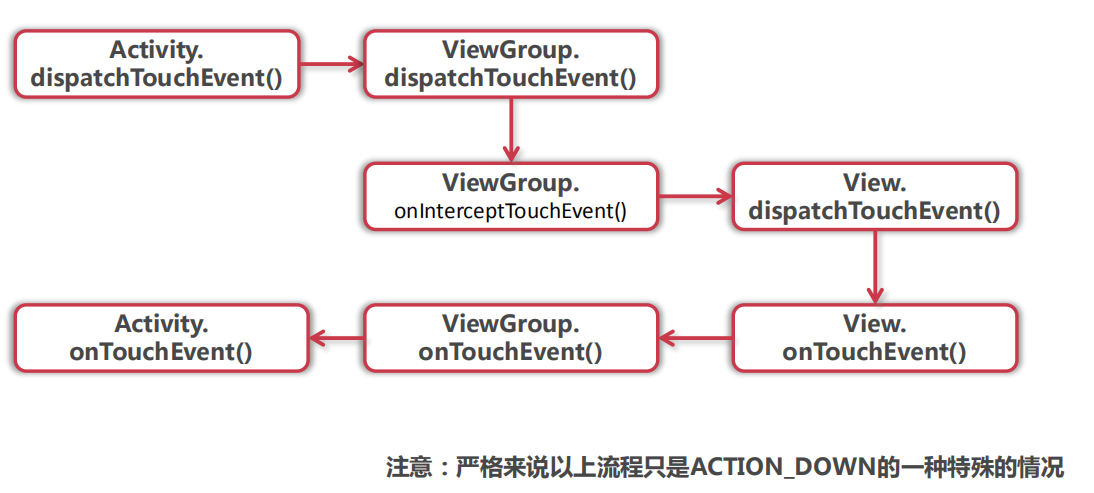 Activity.
dispatchTouchEvent()
ViewGroup.
dispatchTouchEvent()
ViewGroup.
onInterceptTouchEvent()
View.
dispatchTouchEvent()
Activity.
onTouchEvent()
ViewGroup.
onTouchEvent()
View.
onTouchEvent()
注意：严格来说以上流程只是ACTION_DOWN的一种特殊的情况